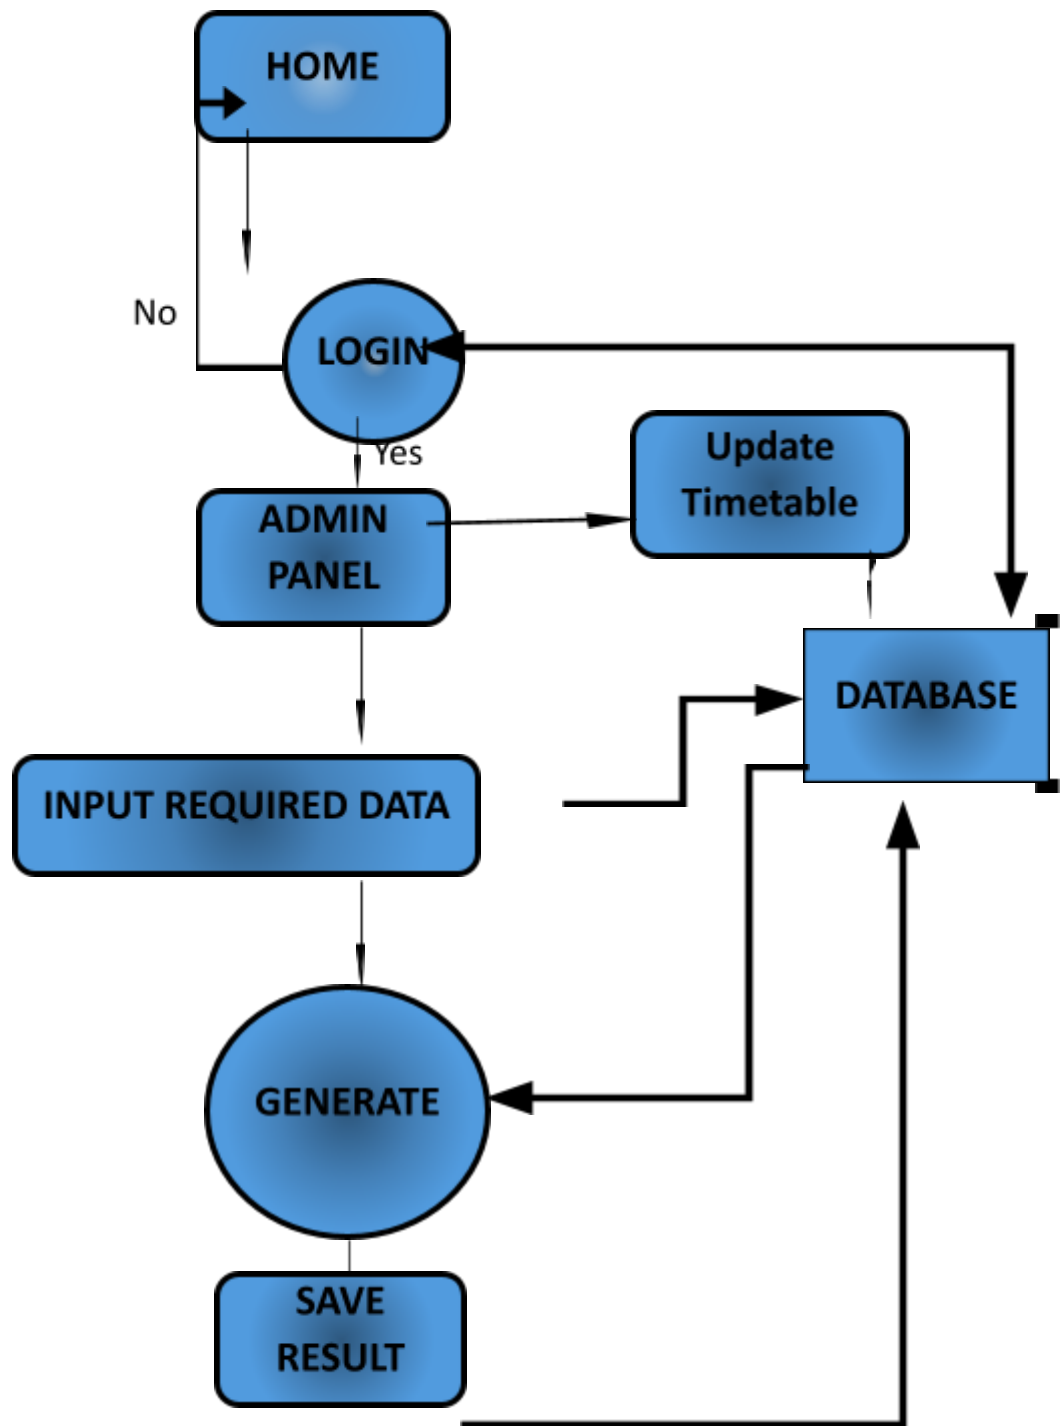 HOME
No
LOGIN
Yes
Update
Timetable
ADMIN
PANEL
DATABASE
INPUT REQUIRED DATA
GENERATE
SAVE
RESULT